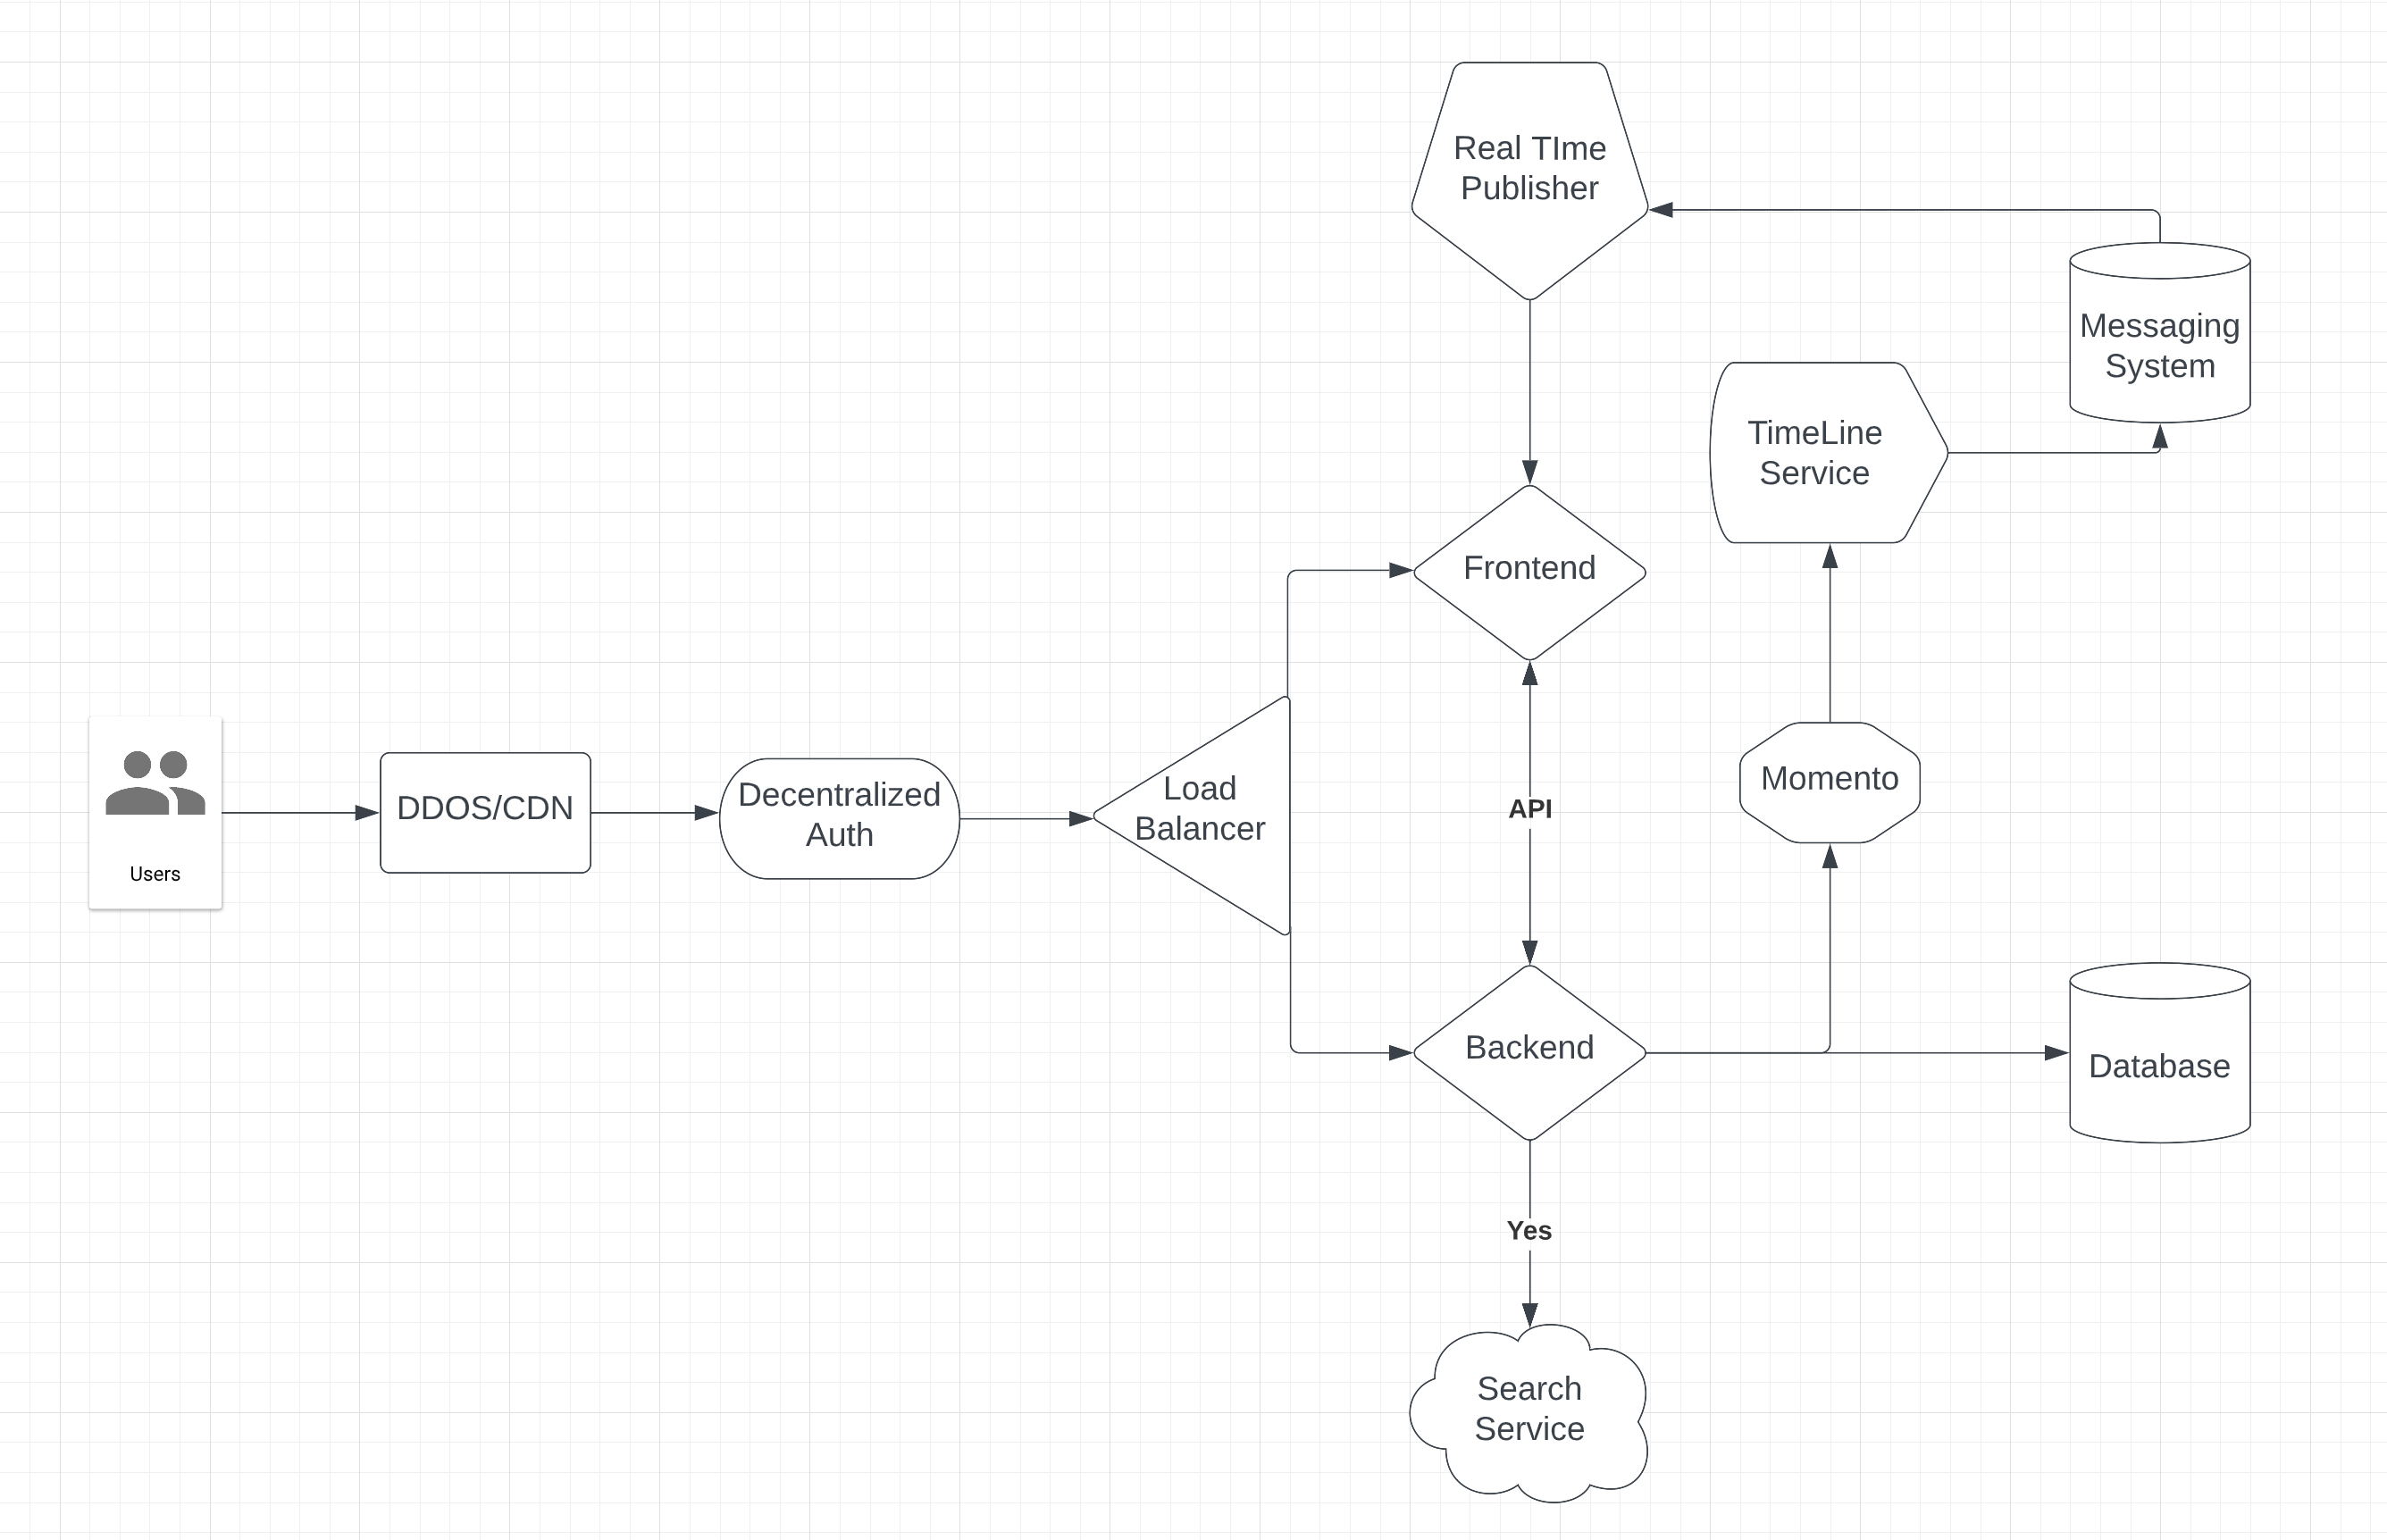 Real TIme
Publisher
Messaging
System
TimeLine
Service
Frontend
Users
DDOS/CDN
Decentralized
Auth
Load
Balancer
API
Momento
Backend
Database
Yes
Search
Service